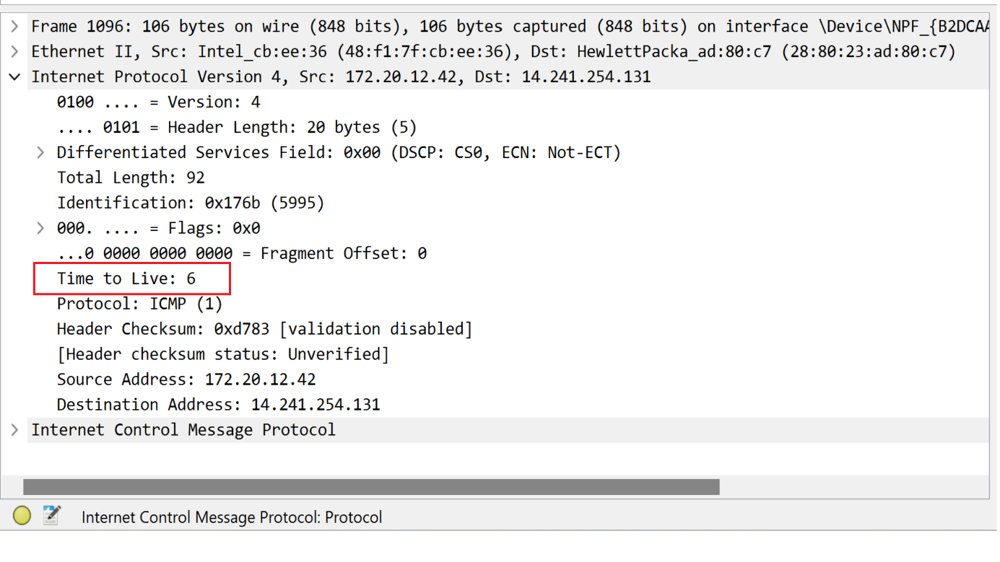 Frame 1096: 106 bytes on wire (848 bits), 106 bytes captured (848 bits) on interface \Device\NPF_{B2DCAA
Ethernet II, Src: Intel_cb:ee:36 (48:f1:7f:cb:ee:36), Dst: HewlettPacka_ad:80:c7 (28:80:23:ad:80:c7)
Internet Protocol Version 4, Src: 172.20.12.42, Dst: 14.241.254.131
0100 .... = Version: 4
.... 0101 = Header Length: 20 bytes (5)
Differentiated Services Field: 0x00 (DSCP: CS0, ECN: Not-ECT)
Total Length: 92
Identification: 0x176b (5995)
000. .... = Flags: 0x0
...0 0000 0000 0000 = Fragment Offset: 0
Time to Live: 6
Protocol: ICMP (1)
Header Checksum: 0xd783 [validation disabled]
[Header checksum status: Unverified]
Source Address: 172.20.12.42
Destination Address: 14.241.254.131
Internet Control Message Protocol
Internet Control Message Protocol: Protocol